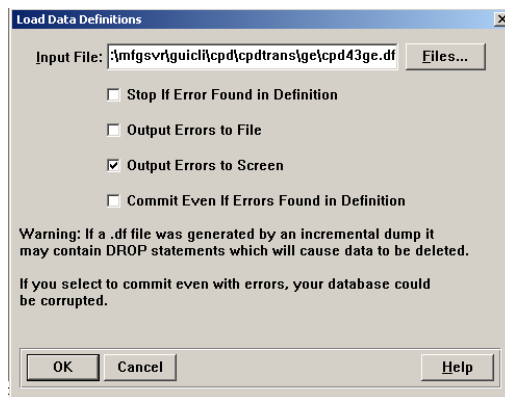 Load Data Definitions
Input File: :\mfgsvr\guicli\cpd\cpdtrans\ge\cpd43ge.df Files...
Stop If Error Found in Definition
Output Errors to File
Output Errors to Screen
Commit Even If Errors Found in Definition
Warning: If a .df file was generated by an incremental dump it
may contain DROP statements which will cause data to be deleted.
If you select to commit even with errors, your database could
be corrupted.
OK Cancel Help